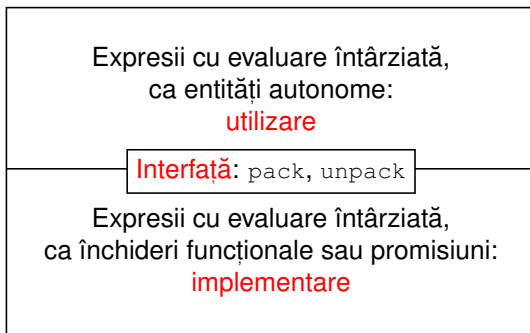 Expresii cu evaluare întârziată,
ca entități autonome:
utilizare
Interfață: pack, unpack
Expresii cu evaluare întârziată,
ca închideri funcționale sau promisiuni:
implementare